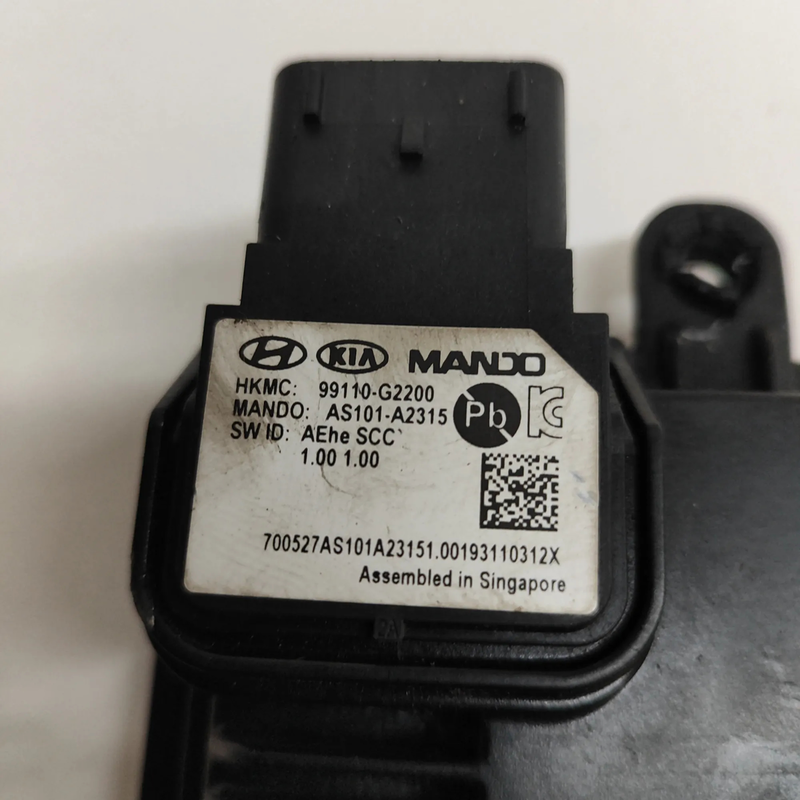 KIA MANDO
HKMC: 99110-G2200
MANDO: AS101-A2315
Pb
SW ID: AEhe SCC
1.00 1.00
700527AS101A23151.00193110312X
Assembled in Singapore